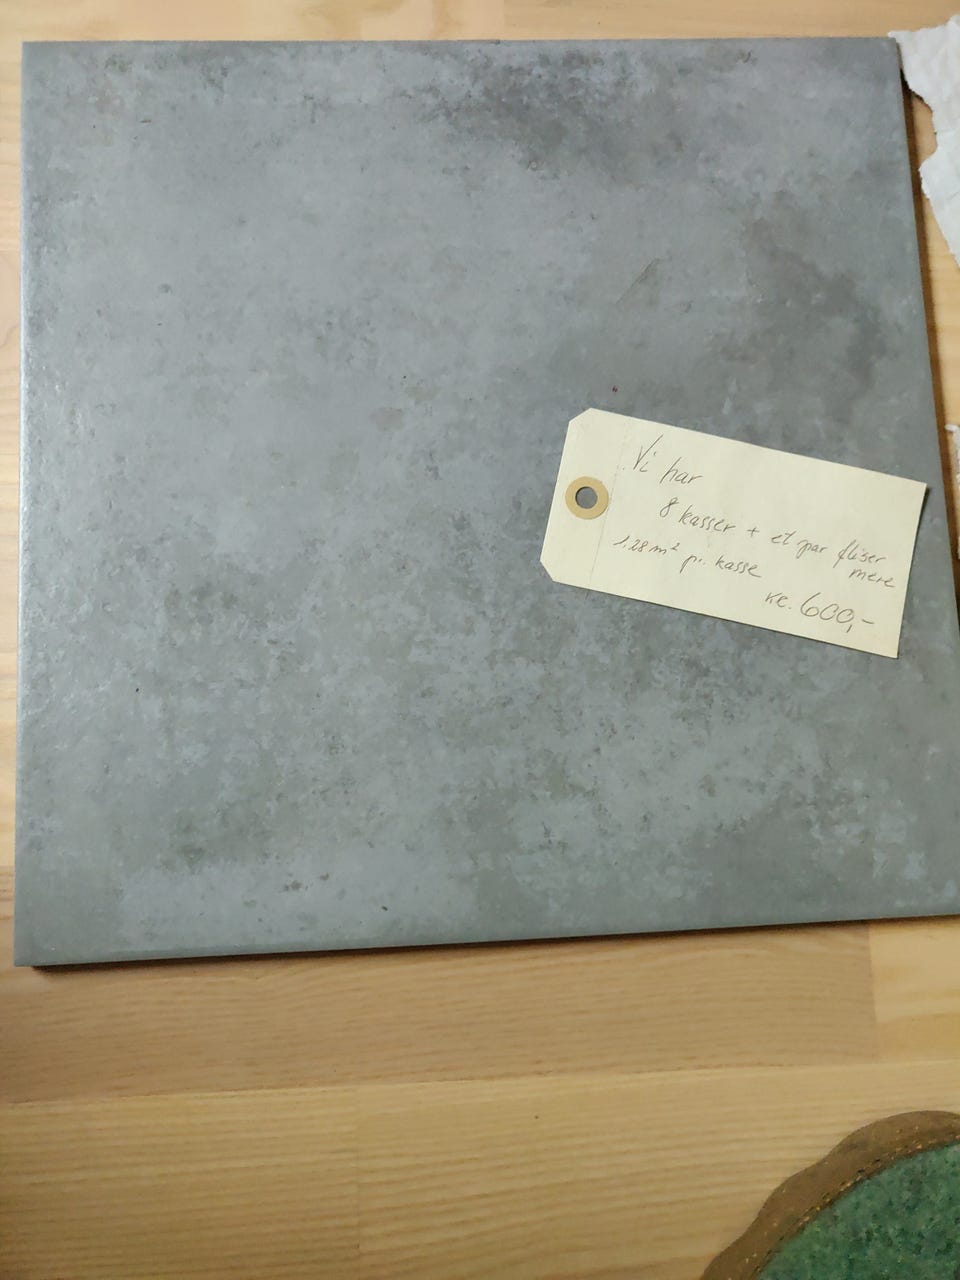 Vi har
8 kasser + et par fliser
mere
1,28 m² pr. kasse
kr. 600,-